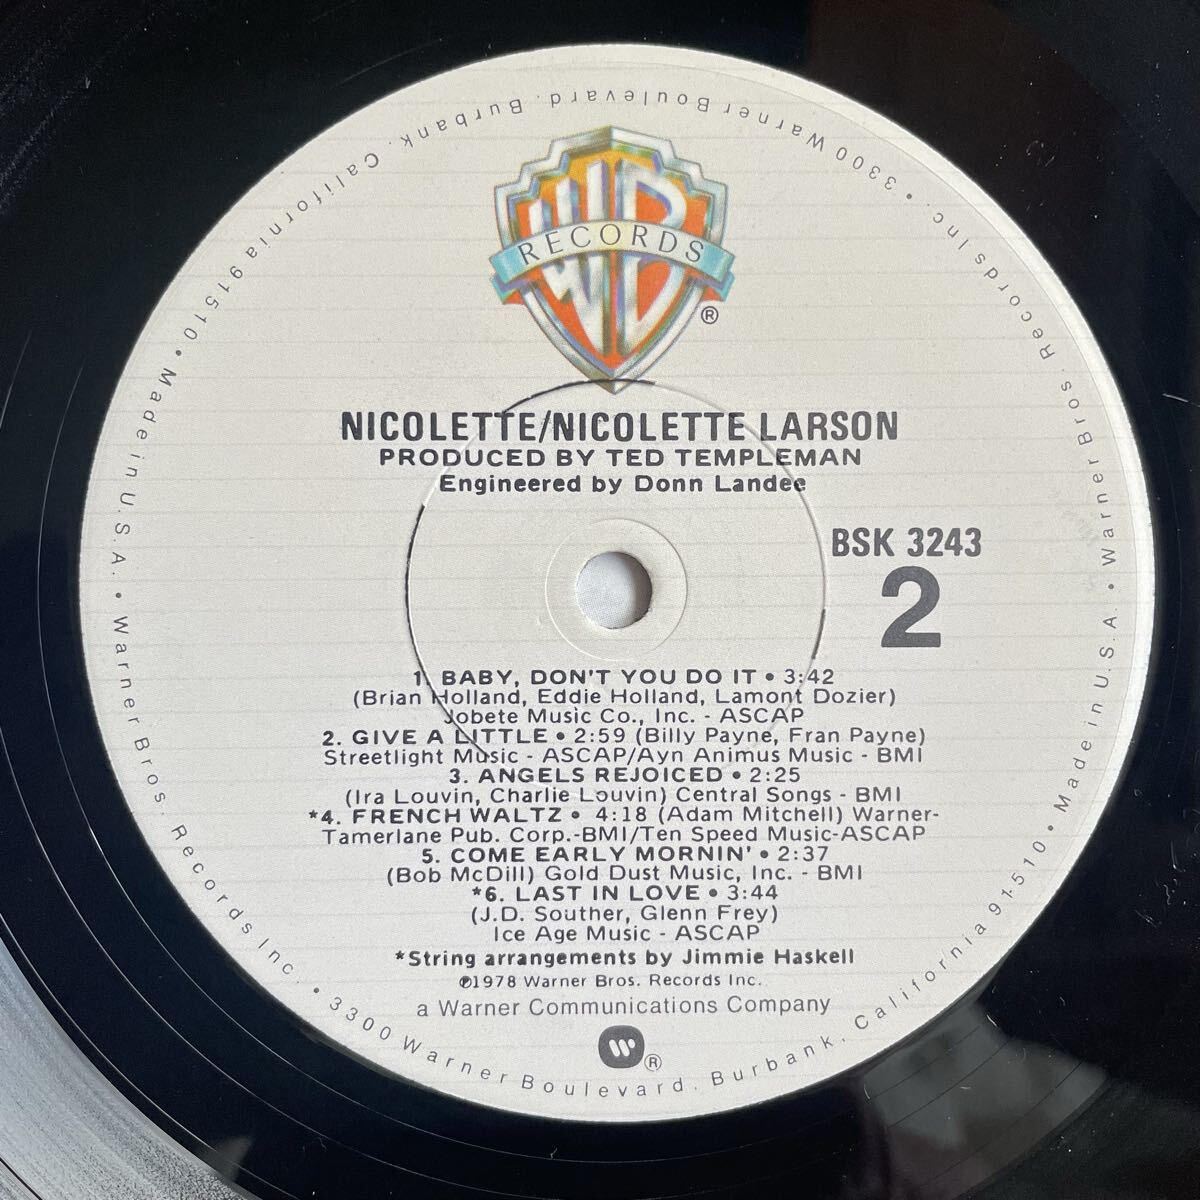 3300 Warner Boulevard. Burbank. California 91510 • Made in U.S.A. • Warner Bros. Records Inc. • 3300 Warner Boulevard. Burbank, California 91510 • Made in U.S.A. • Warner Bros. Records Inc. •
WB
RECORDS
®
NICOLETTE/NICOLETTE LARSON
PRODUCED BY TED TEMPLEMAN
Engineered by Donn Landee
BSK 3243
2
1. BABY, DON'T YOU DO IT • 3:42
(Brian Holland, Eddie Holland, Lamont Dozier)
Jobete Music Co., Inc. - ASCAP
2. GIVE A LITTLE • 2:59 (Billy Payne, Fran Payne)
Streetlight Music - ASCAP/Ayn Animus Music - BMI
3. ANGELS REJOICED • 2:25
(Ira Louvin, Charlie Louvin) Central Songs - BMI
*4. FRENCH WALTZ • 4:18 (Adam Mitchell) Warner-
Tamerlane Pub. Corp.-BMI/Ten Speed Music-ASCAP
5. COME EARLY MORNIN' • 2:37
(Bob McDill) Gold Dust Music, Inc. - BMI
*6. LAST IN LOVE • 3:44
(J.D. Souther, Glenn Frey)
Ice Age Music - ASCAP
*String arrangements by Jimmie Haskell
℗1978 Warner Bros. Records Inc.
a Warner Communications Company
®